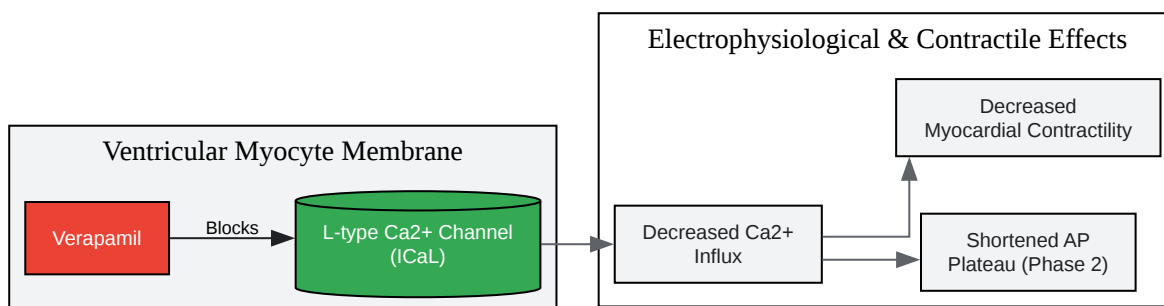 Electrophysiological & Contractile Effects
Decreased
Myocardial Contractility
Ventricular Myocyte Membrane
Verapamil
Blocks
L-type Ca2+ Channel
(ICaL)
Decreased Ca2+
Influx
Shortened AP
Plateau (Phase 2)